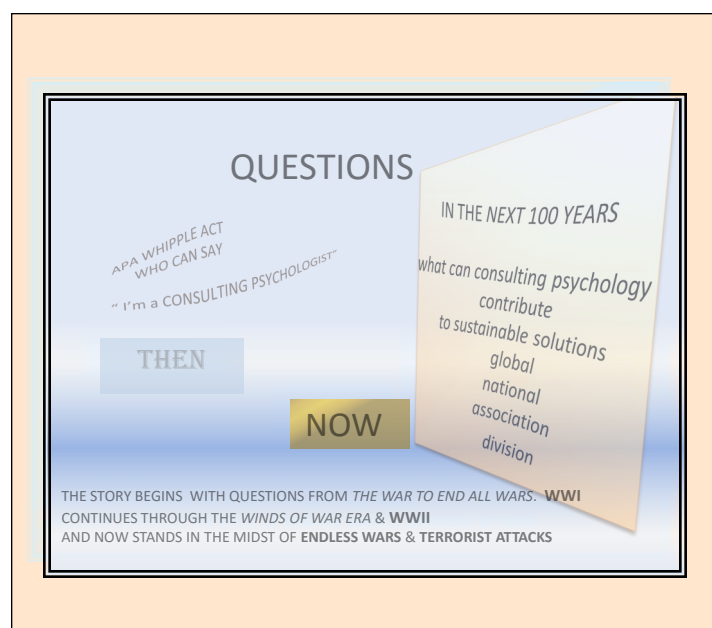 QUESTIONS
APA WHIPPLE ACT
WHO CAN SAY
“ I’m a CONSULTING PSYCHOLOGIST”
THEN
NOW
IN THE NEXT 100 YEARS
what can consulting psychology
contribute
to sustainable solutions
global
national
association
division
THE STORY BEGINS WITH QUESTIONS FROM THE WAR TO END ALL WARS. WWI
CONTINUES THROUGH THE WINDS OF WAR ERA & WWII
AND NOW STANDS IN THE MIDST OF ENDLESS WARS & TERRORIST ATTACKS